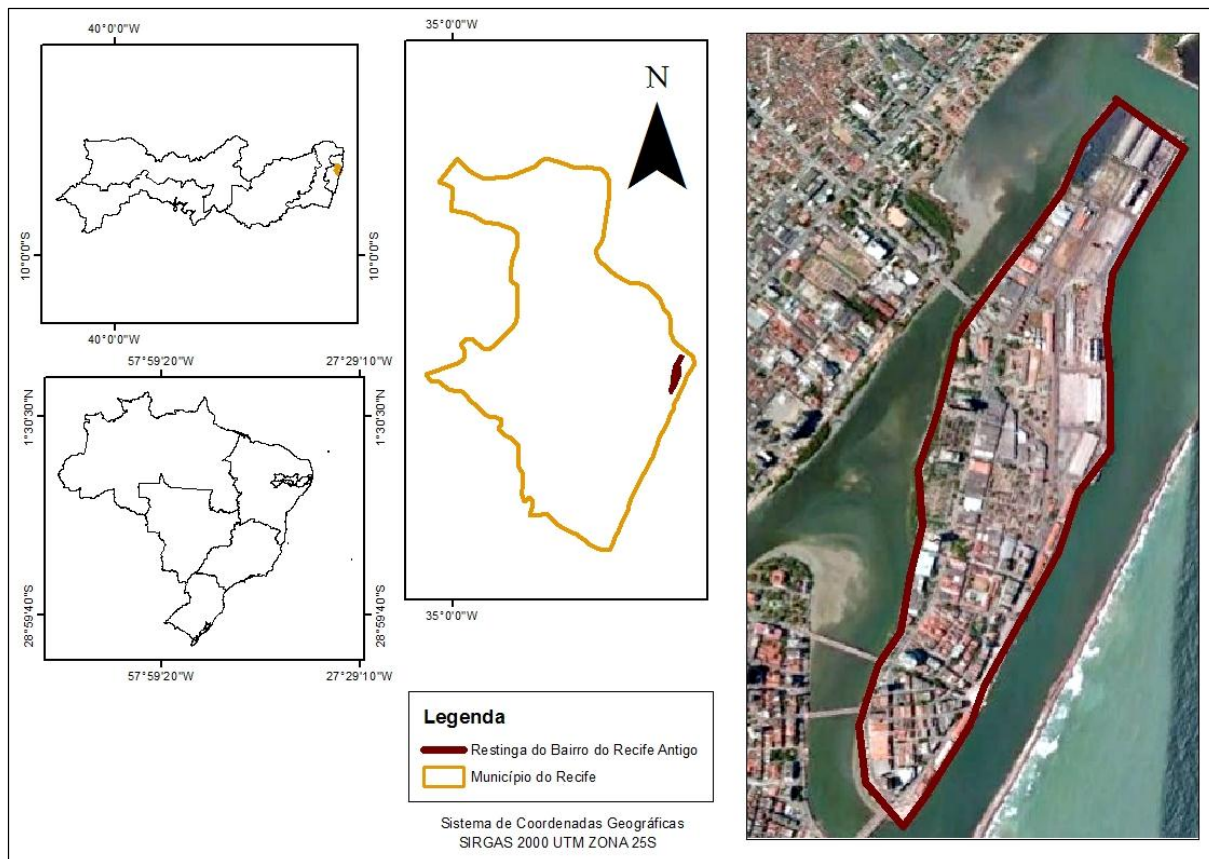 40°0'0"W
10°0'0"S
10°0'0"S
40°0'0"W
57°59'20"W
27°29'10"W
1°30'30"N
1°30'30"N
28°59'40"S
28°59'40"S
57°59'20"W
27°29'10"W
35°0'0"W
N
35°0'0"W
Legenda
Restinga do Bairro do Recife Antigo
Município do Recife
Sistema de Coordenadas Geográficas
SIRGAS 2000 UTM ZONA 25S